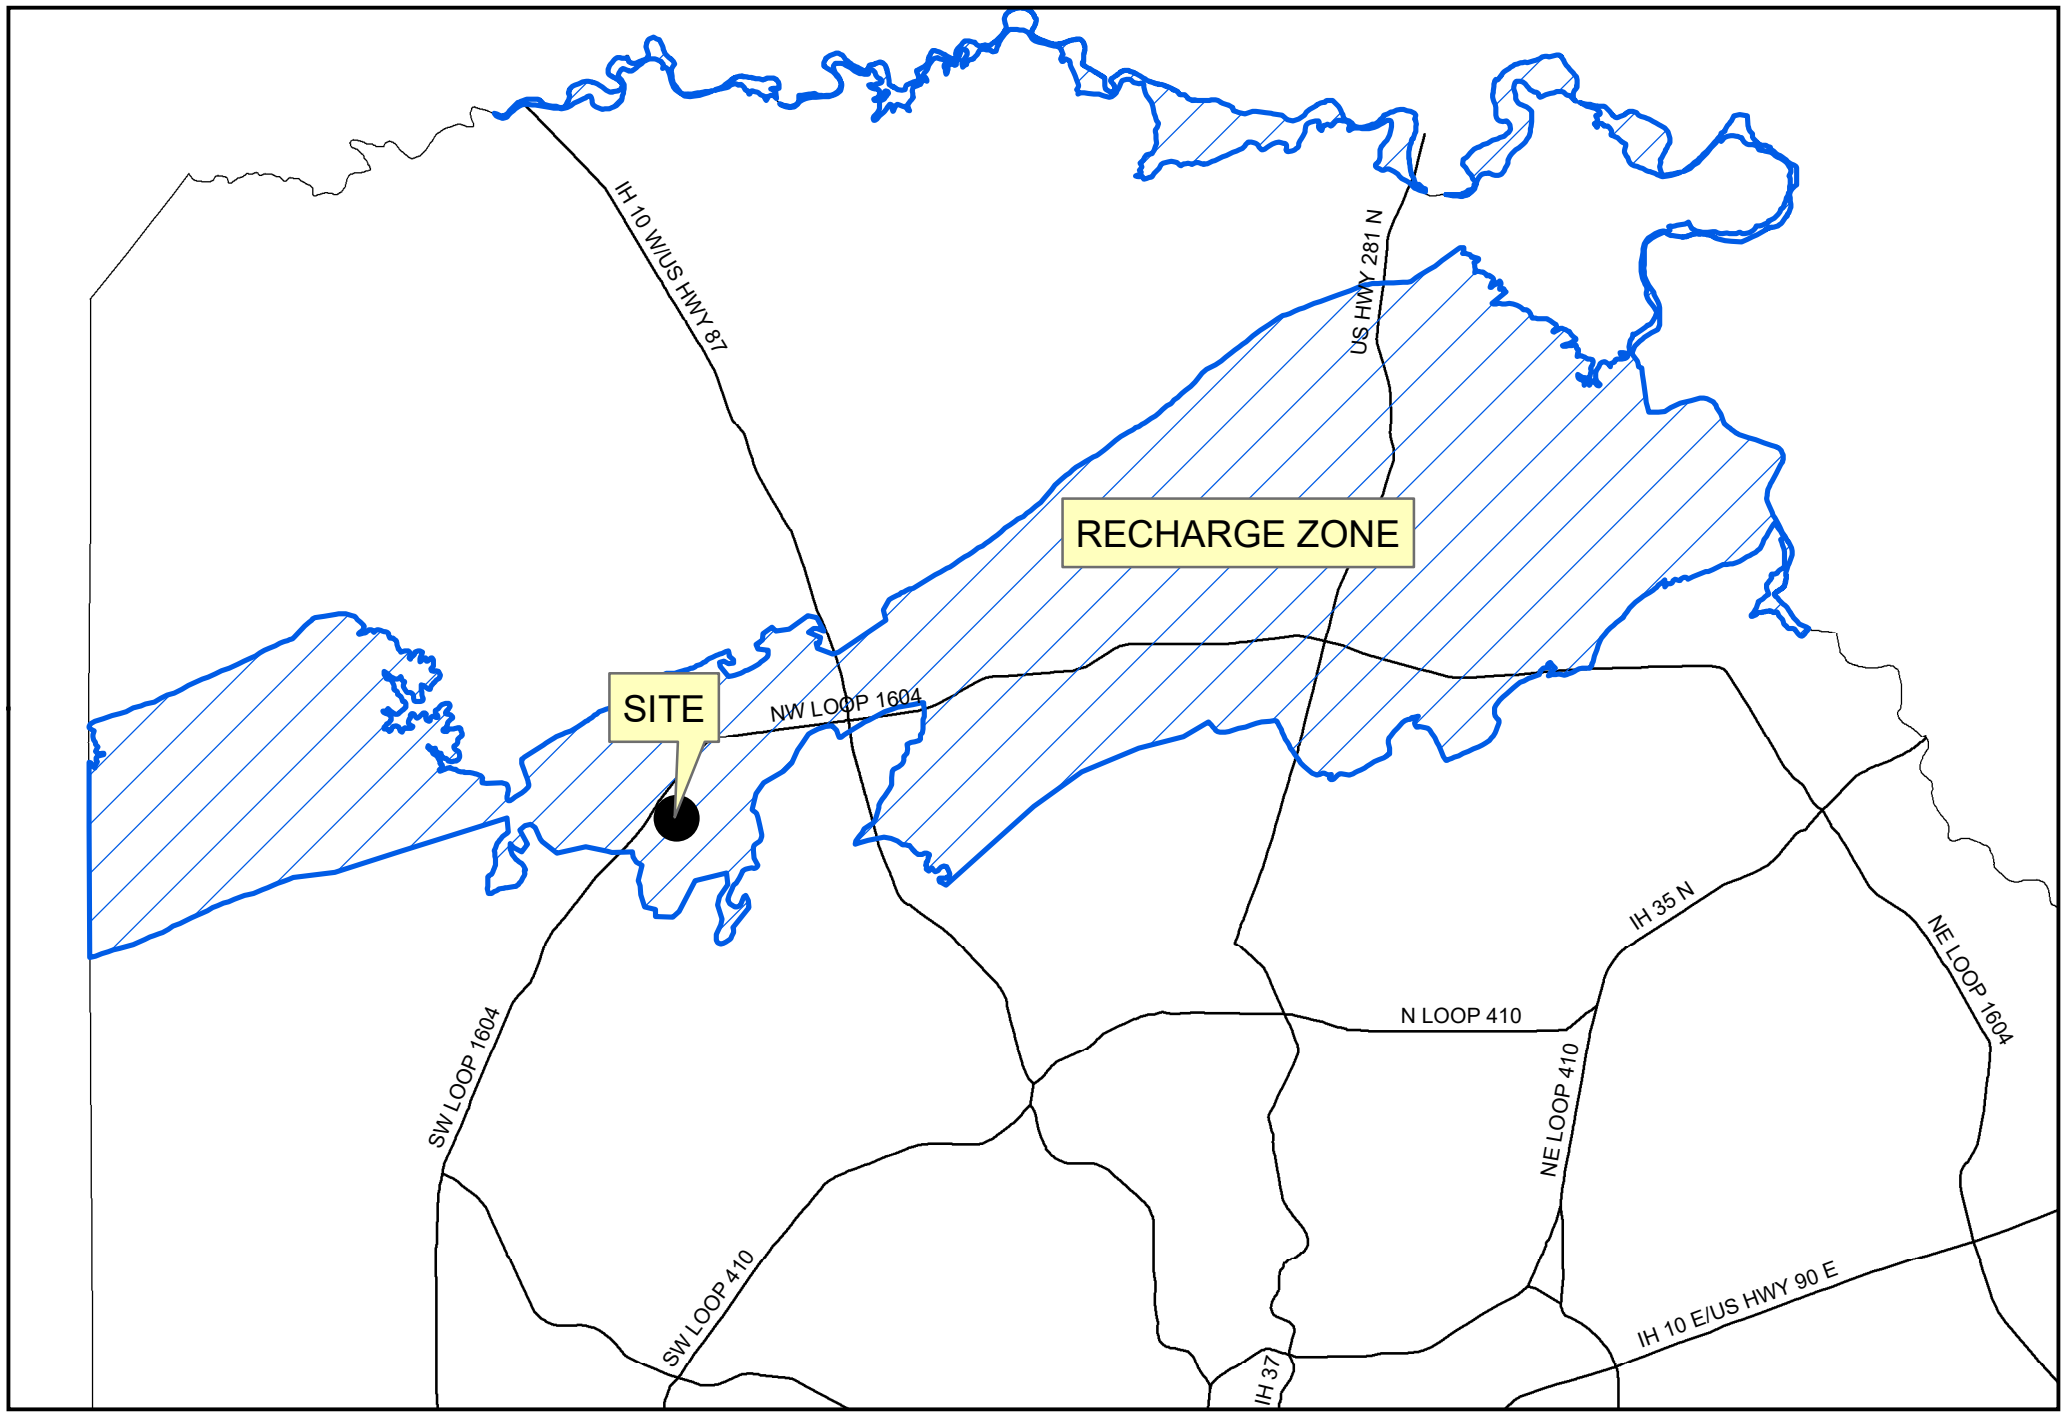 IH 10 W/US HWY 87
US HWY 281 N
RECHARGE ZONE
SITE
NW LOOP 1604
IH 35 N
NE LOOP 1604
N LOOP 410
SW LOOP 1604
NE LOOP 410
SW LOOP 410
IH 10 E/US HWY 90 E
IH 37